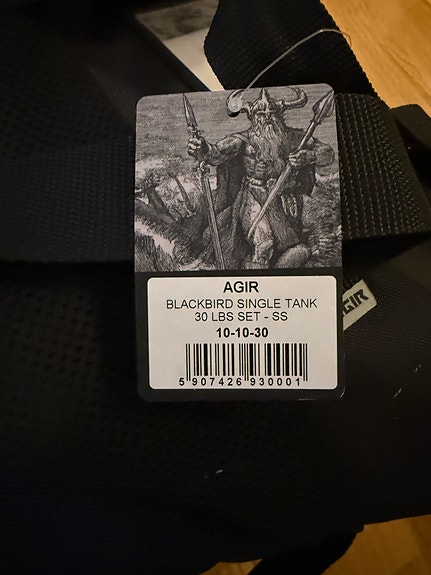 AGIR
BLACKBIRD SINGLE TANK
30 LBS SET - SS
10-10-30
5 907426 930001
AGIR